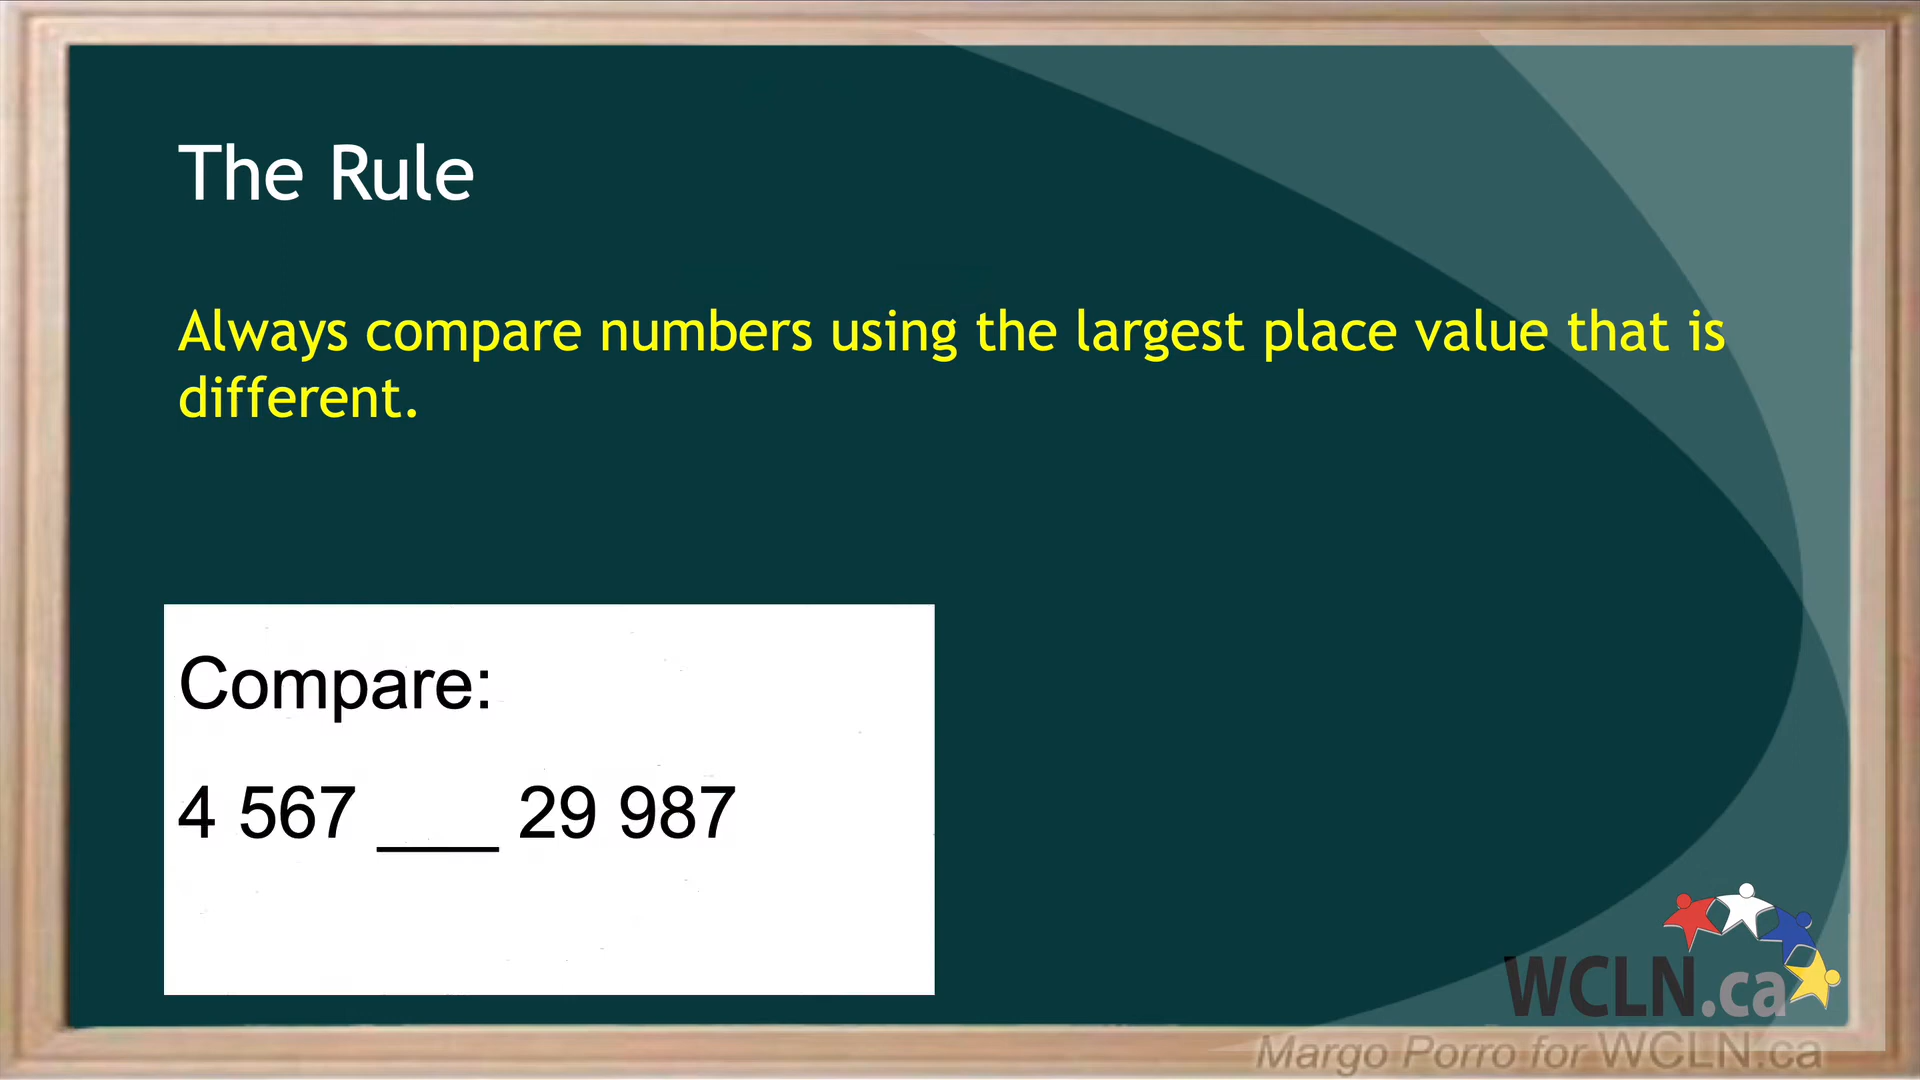 The Rule
Always compare numbers using the largest place value that is
different.
Compare:
4 567 ___ 29 987
WCLN.ca
Margo Porro for WCLN.ca